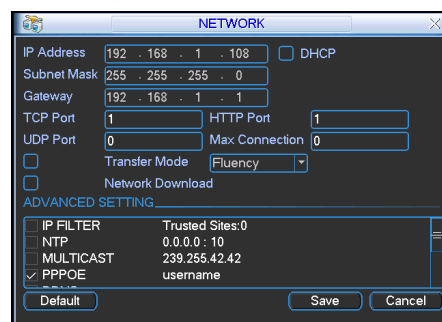 NETWORK
IP Address 192 . 168 . 1 . 108 DHCP
Subnet Mask 255 . 255 . 255 . 0
Gateway 192 . 168 . 1 . 1
TCP Port 1 HTTP Port 1
UDP Port 0 Max Connection 0
Transfer Mode Fluency
Network Download
ADVANCED SETTING
IP FILTER Trusted Sites:0
NTP 0.0.0.0 : 10
MULTICAST 239.255.42.42
PPPOE username
Default Save Cancel